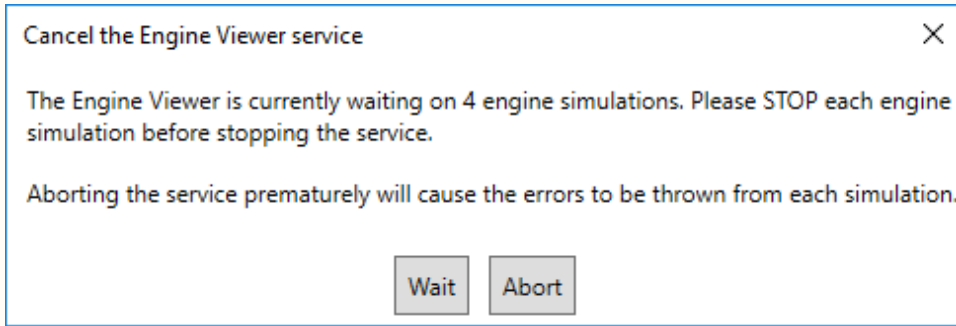 Cancel the Engine Viewer service
The Engine Viewer is currently waiting on 4 engine simulations. Please STOP each engine
simulation before stopping the service.
Aborting the service prematurely will cause the errors to be thrown from each simulation.
Wait
Abort